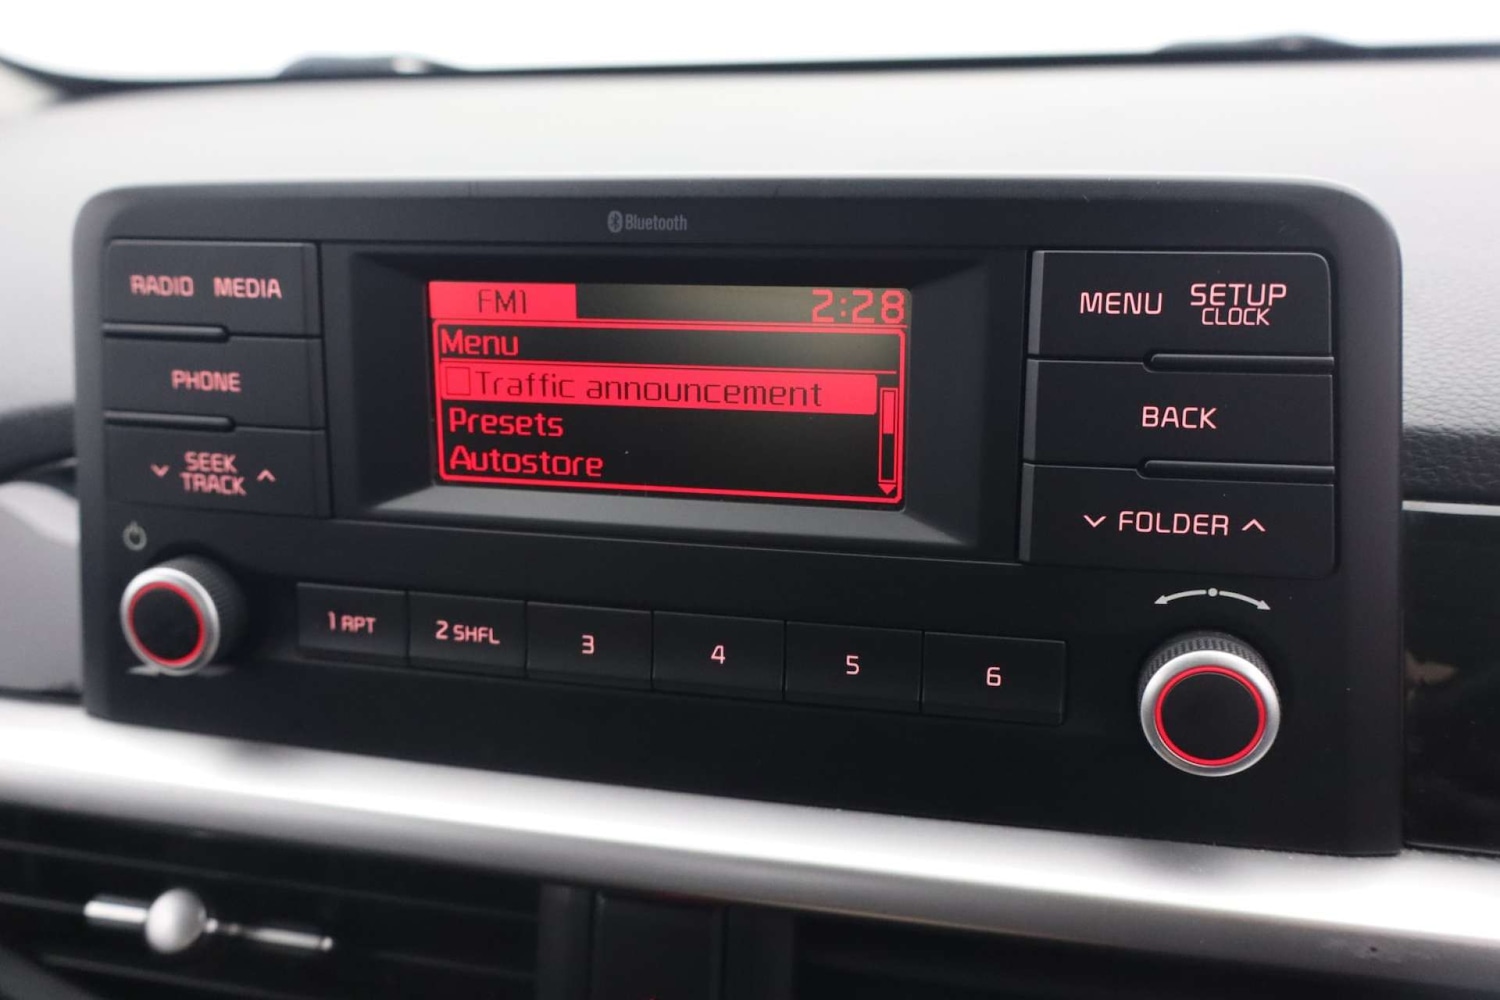 Bluetooth
RADIO MEDIA
PHONE
SEEK
TRACK
FM1 2:28
Menu
Traffic announcement
Presets
Autostore
MENU SETUP
CLOCK
BACK
FOLDER
1 RPT 2 SHFL 3 4 5 6